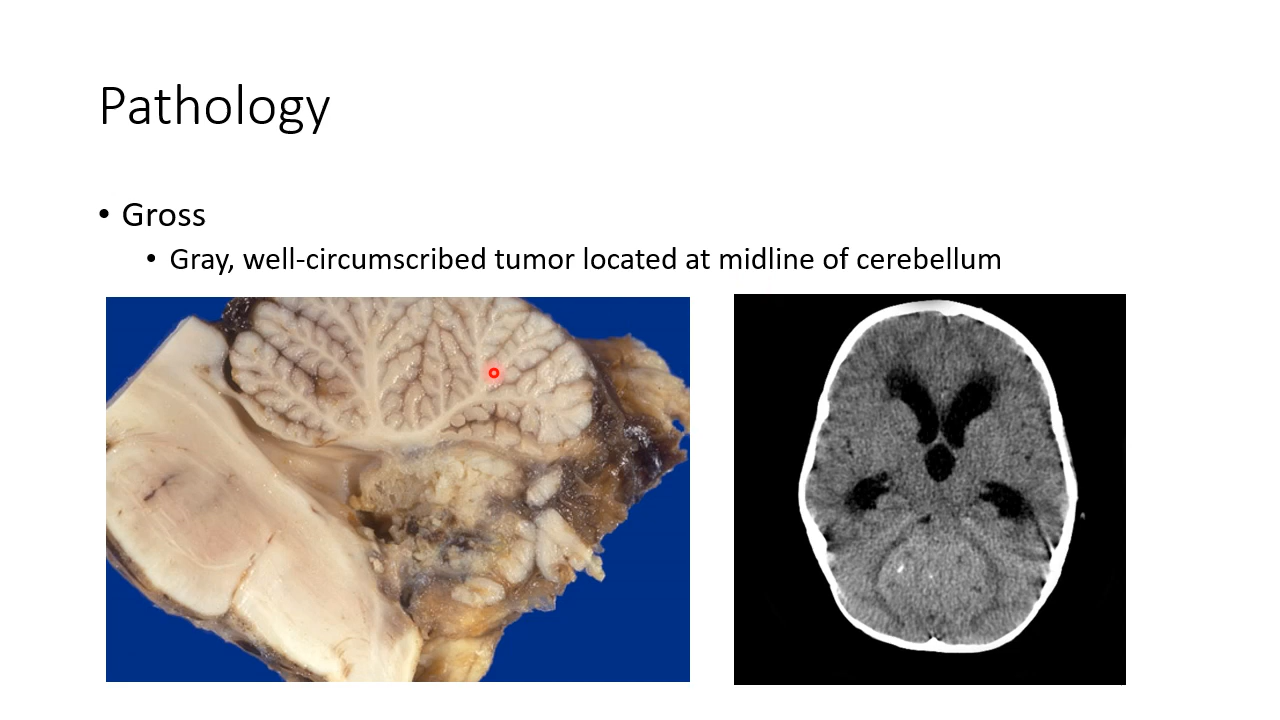 Pathology
• Gross
• Gray, well-circumscribed tumor located at midline of cerebellum